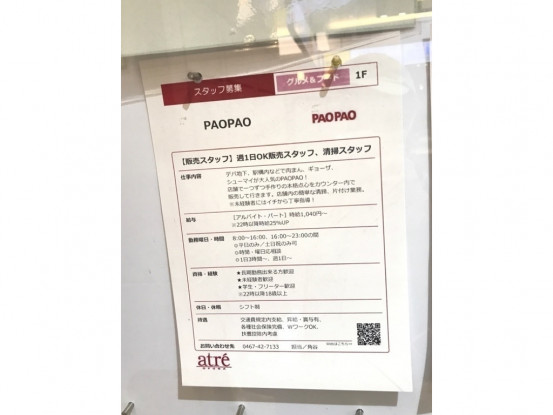 スタッフ募集
グルメ&フード
1F
PAOPAO
PAOPAO
【販売スタッフ】週1日OK販売スタッフ、清掃スタッフ
仕事内容
デパ地下、駅構内などで肉まん、ギョーザ、
シューマイが大人気のPAOPAO！
店舗で一つずつ手作りの本格点心をカウンター内で
販売して行きます。店舗内の簡単な清掃、片付け業務。
※未経験者にはイチから丁寧指導！
給与
［アルバイト・パート］時給1,040円～
※22時以降時給25%UP
勤務曜日・時間
8:00～16:00、16:00～23:00の間
◎平日のみ／土日祝のみ可
◎時間・曜日応相談
◎1日3時間～、週1日～
資格・経験
★長期勤務出来る方歓迎
★未経験者歓迎
★学生・フリーター歓迎
※22時以降18歳以上
休日・休暇
シフト制
待遇
交通費規定内支給、昇給・賞与有、
各種社会保険完備、WワークOK、
扶養控除内考慮
お問い合わせ先
0467-42-7133
担当／角谷
atré